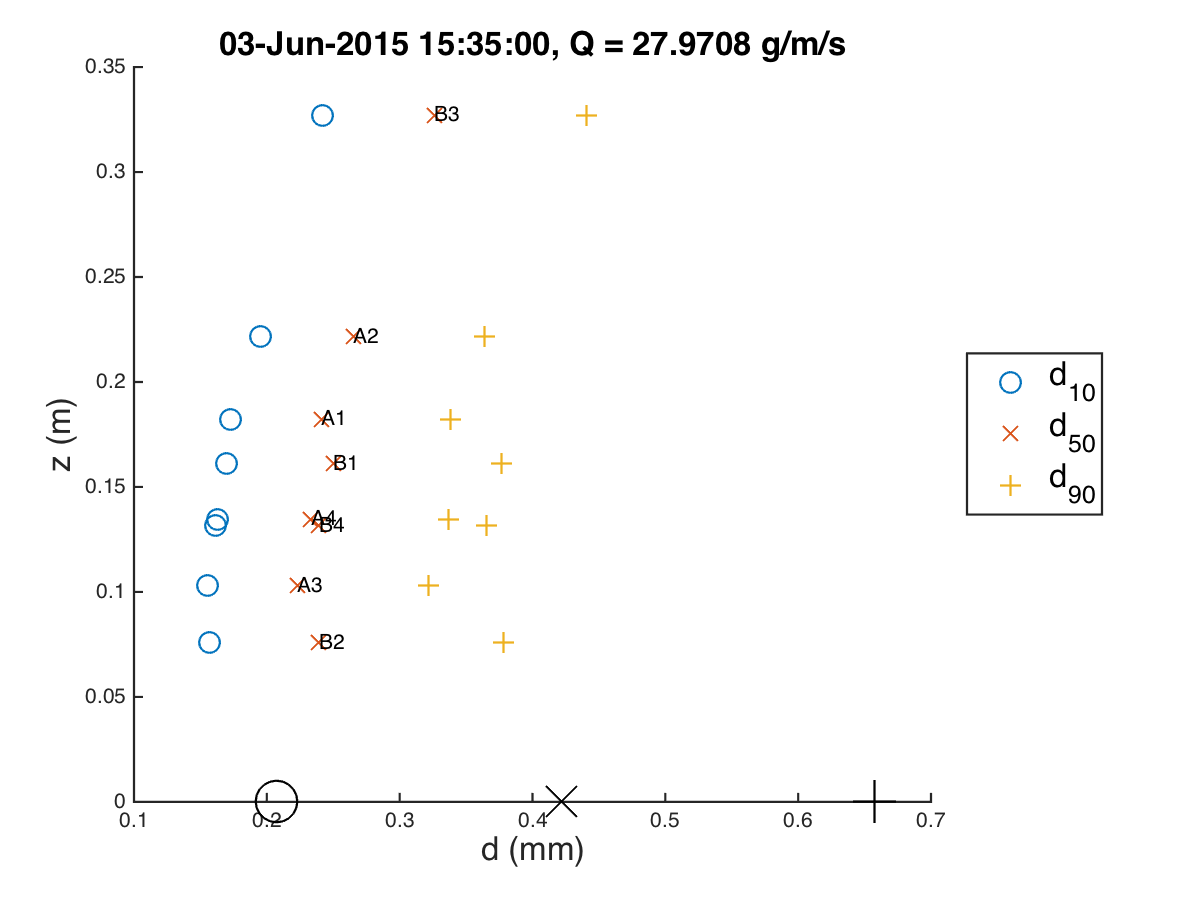 03-Jun-2015 15:35:00, Q = 27.9708 g/m/s
0.35
B3
0.3
0.25
A2
0.2
A1
B1
0.15
A4
B4
0.1
A3
B2
0.05
0
0.1 0.2 0.3 0.4 0.5 0.6 0.7
d (mm)
z (m)
d10
d50
d90